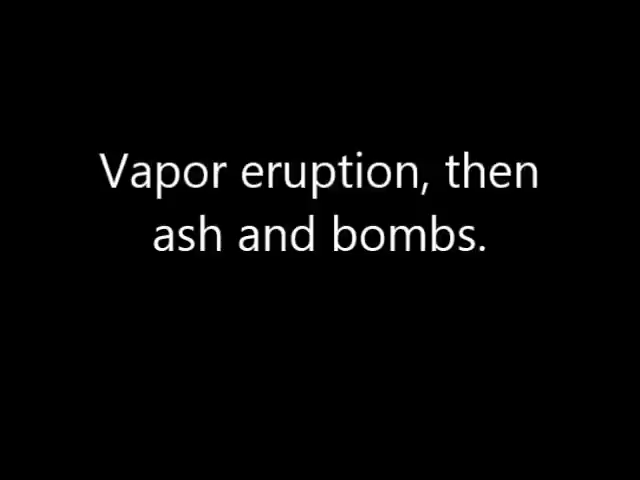 Vapor eruption, then
ash and bombs.